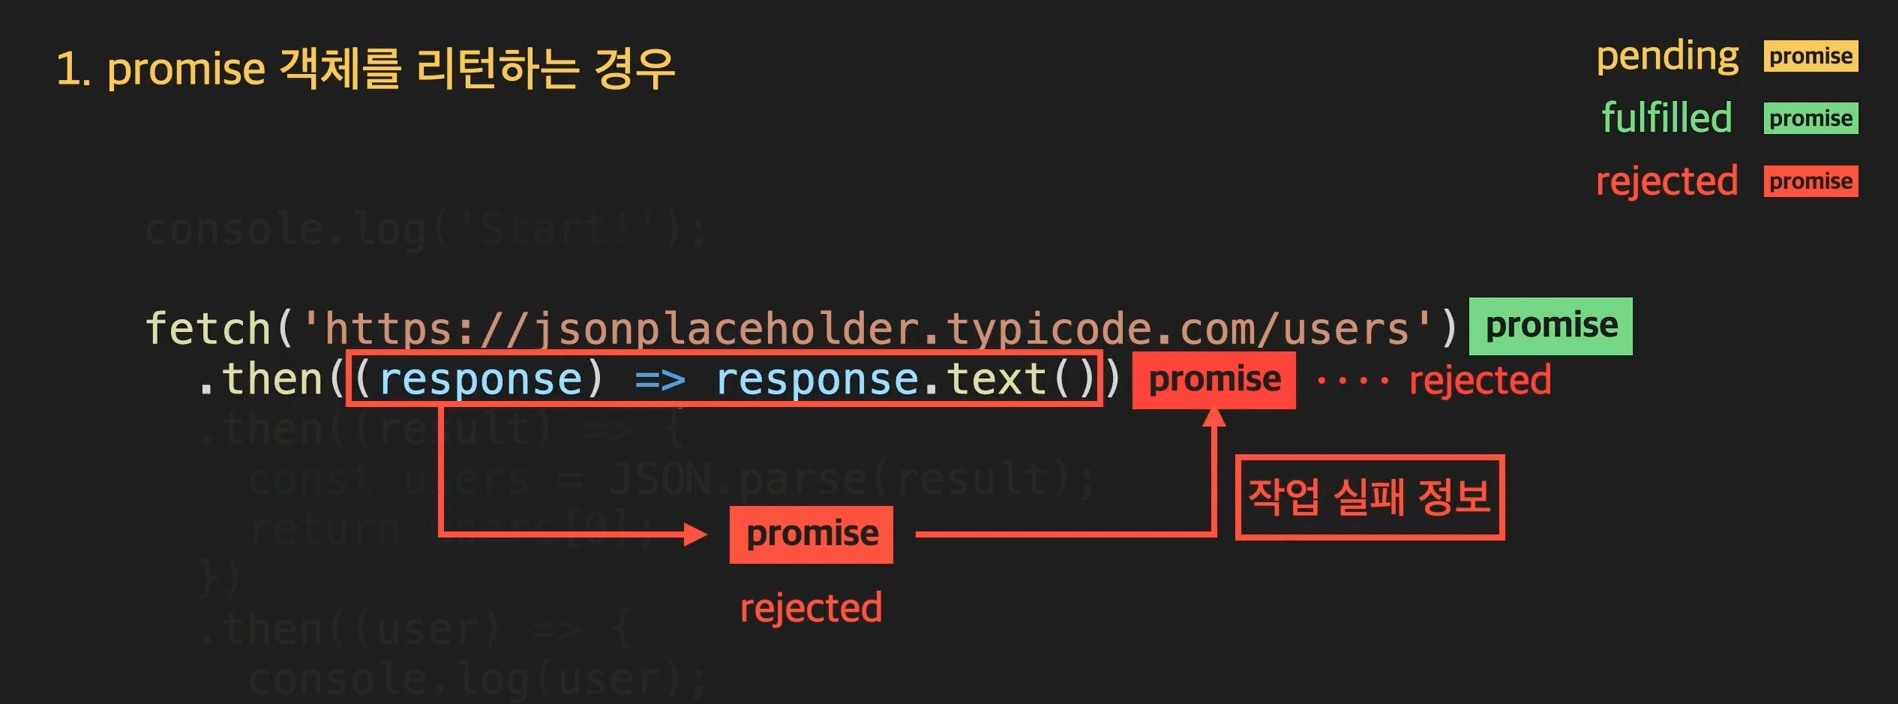 1. promise 객체를 리턴하는 경우
pending promise
fulfilled promise
rejected promise
console.log('Start!');
fetch('https://jsonplaceholder.typicode.com/users') promise
.then((response) => response.text()) promise ···· rejected
.then((result) => {
const users = JSON.parse(result);
작업 실패 정보
return users[0];
promise
})
rejected
.then((user) => {
console.log(user);